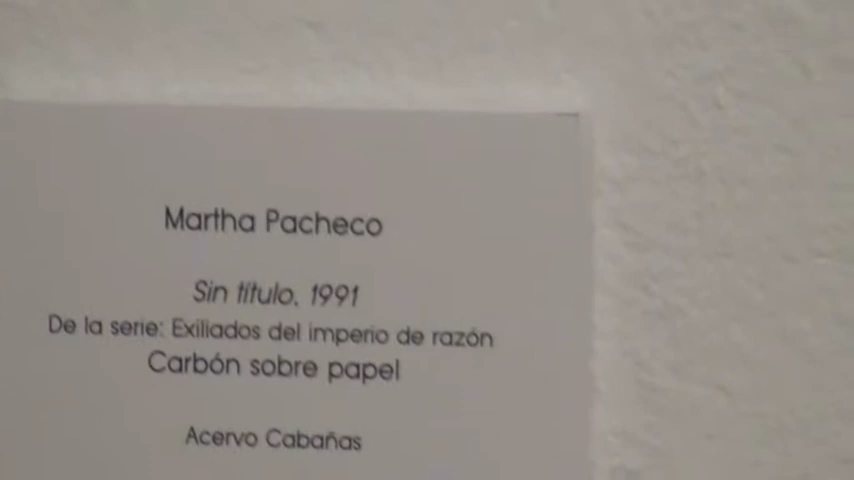 Martha Pacheco
Sin título, 1991
De la serie: Exiliados del imperio de razón
Carbón sobre papel
Acervo Cabañas